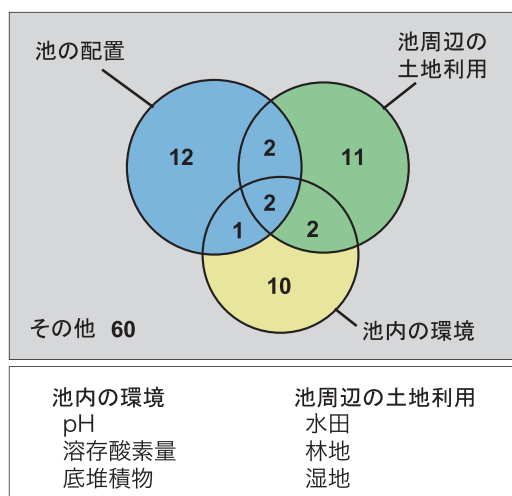 池の配置
池周辺の
土地利用
12
2
11
2
1
2
10
その他 60
池内の環境
池内の環境
pH
溶存酸素量
底堆積物
池周辺の土地利用
水田
林地
湿地